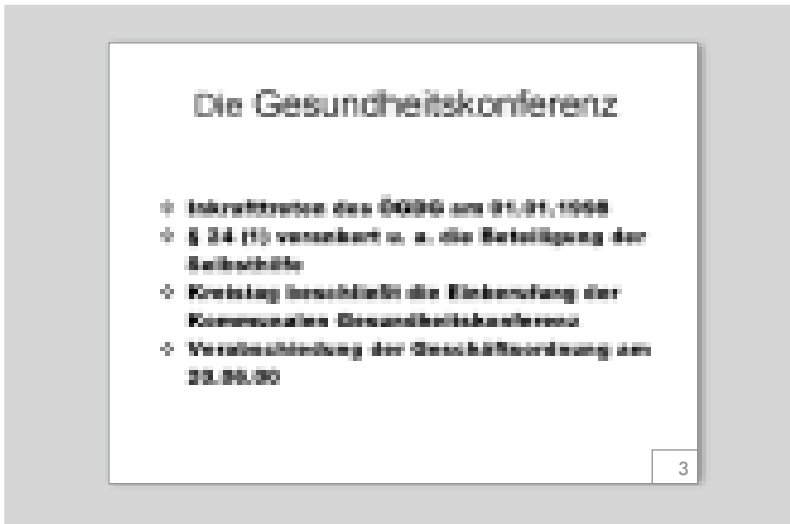 Die Gesundheitskonferenz
Inkrafttreten des ÖGDG am 01.01.1998
§ 24 (1) verankert u. a. die Beteiligung der
Selbsthilfe
Kreistag beschließt die Einberufung der
Kommunalen Gesundheitskonferenz
Verabschiedung der Geschäftsordnung am
3